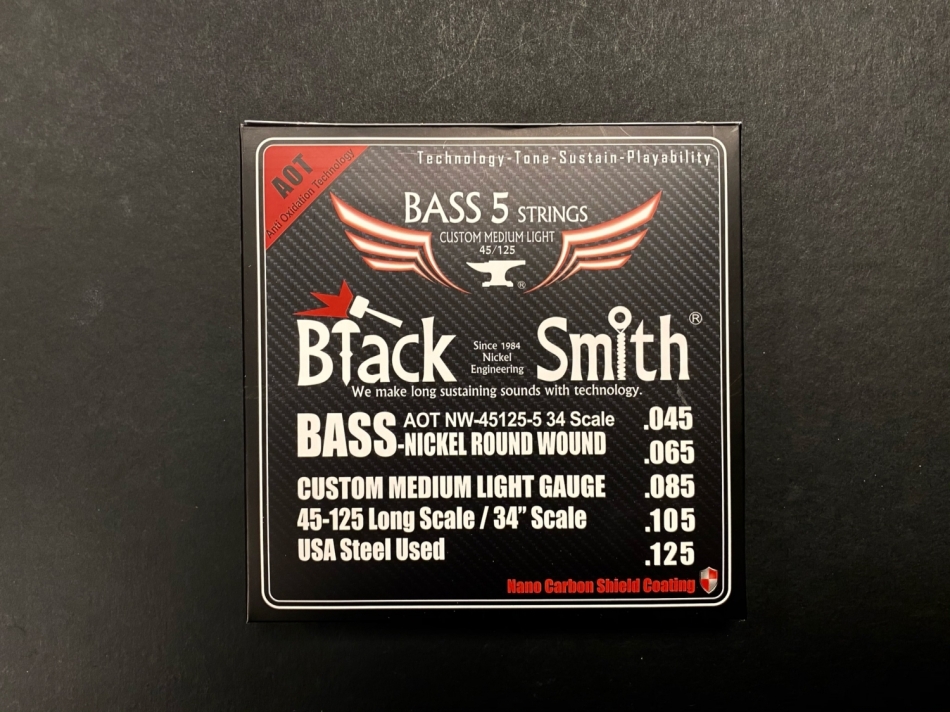 AOT
Anti Oxidation Technology
Technology-Tone-Sustain-Playability
BASS 5 STRINGS
CUSTOM MEDIUM LIGHT
45/125
®
Black Smith ®
Since 1984
Nickel
Engineering
We make long sustaining sounds with technology.
BASS AOT NW-45125-5 34 Scale
-NICKEL ROUND WOUND
CUSTOM MEDIUM LIGHT GAUGE
45-125 Long Scale / 34” Scale
USA Steel Used
.045
.065
.085
.105
.125
Nano Carbon Shield Coating